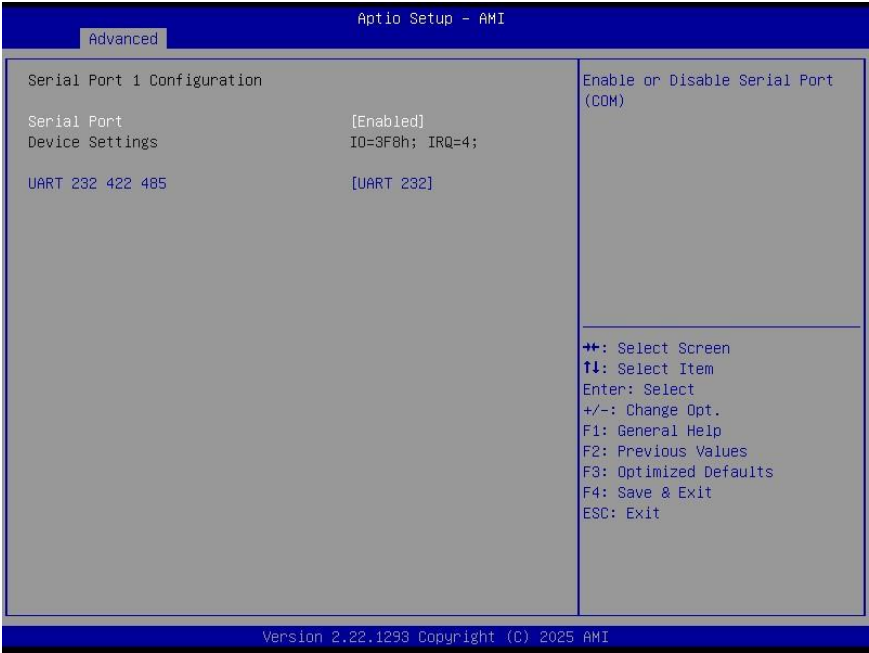 Aptio Setup – AMI
Advanced
Serial Port 1 Configuration
Serial Port [Enabled]
Device Settings IO=3F8h; IRQ=4;
UART 232 422 485 [UART 232]
Enable or Disable Serial Port
(COM)
→←: Select Screen
↑↓: Select Item
Enter: Select
+/-: Change Opt.
F1: General Help
F2: Previous Values
F3: Optimized Defaults
F4: Save & Exit
ESC: Exit
Version 2.22.1293 Copyright (C) 2025 AMI